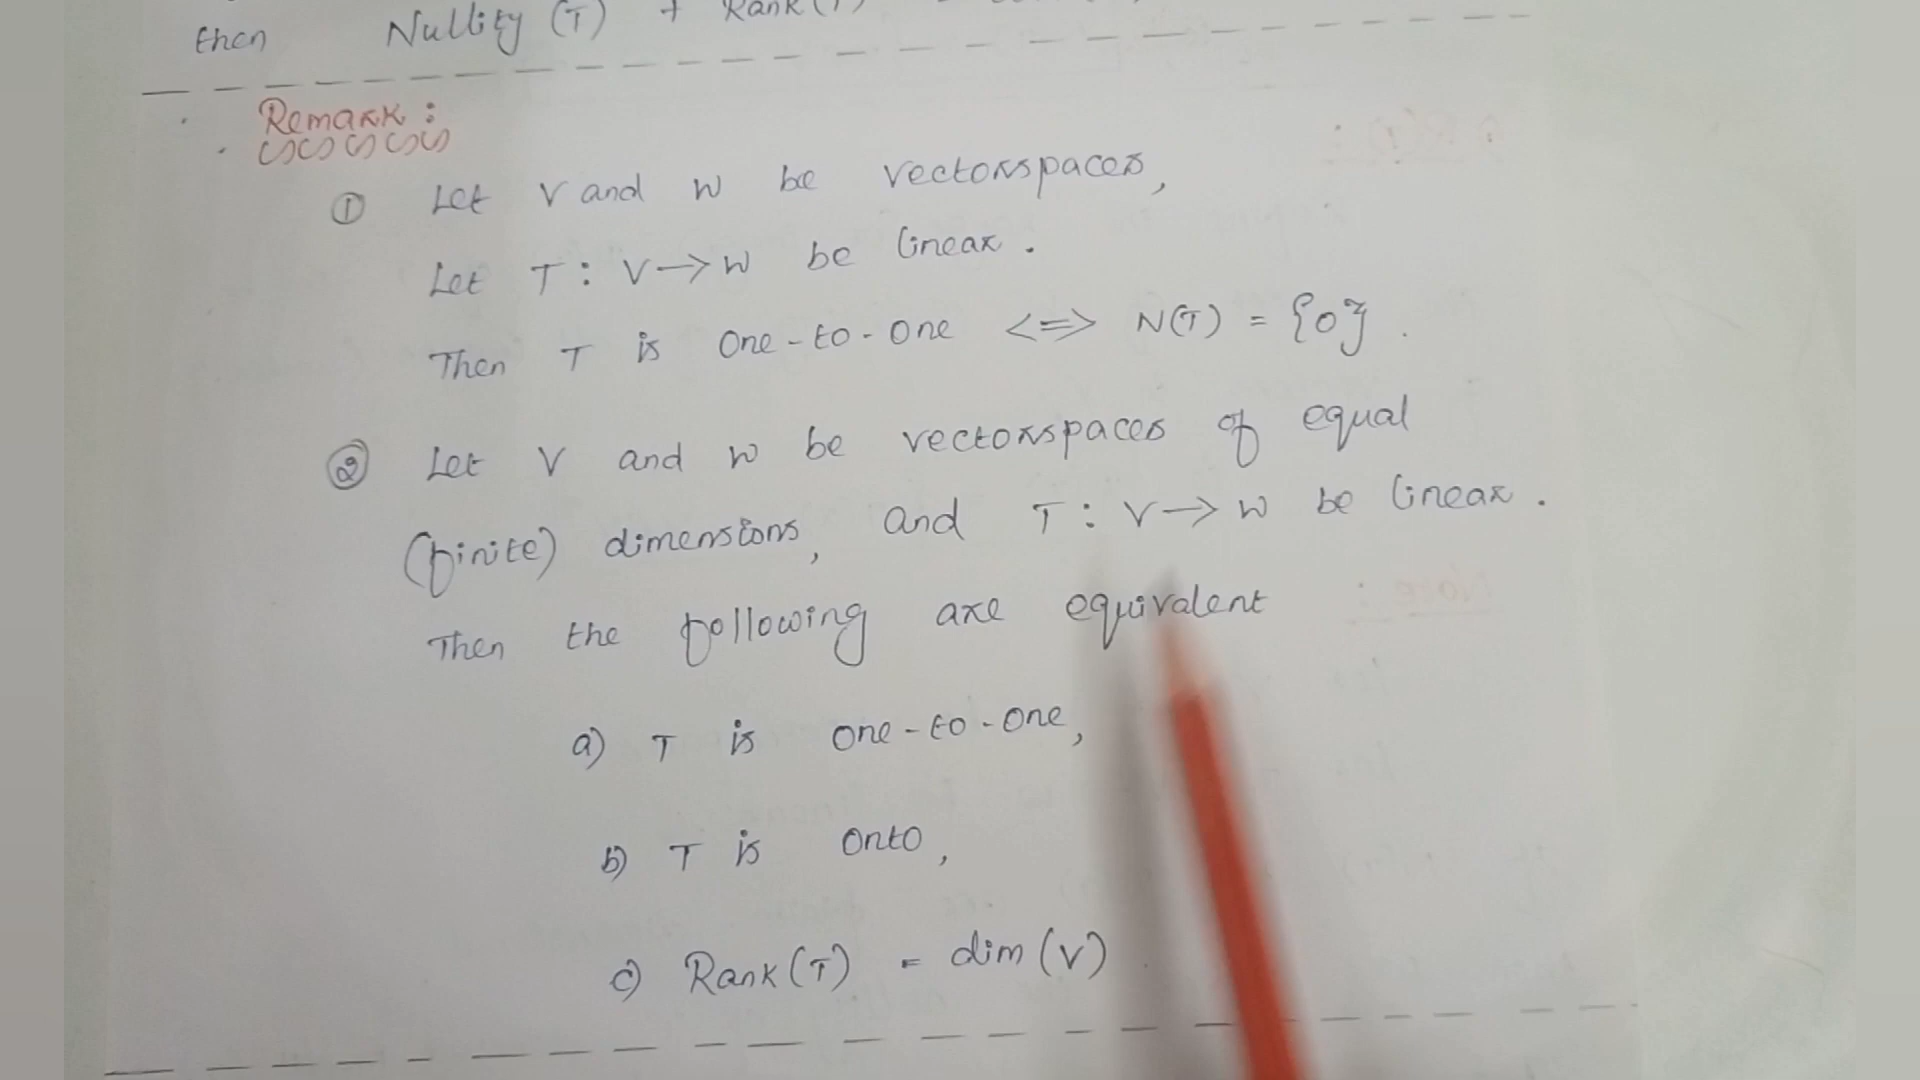 then Nullity (T) + Rank(T)
Remark :
① Let V and W be vectorspaces,
Let T : V → W be linear .
Then T is one-to-one <=> N(T) = {0} .
② Let V and W be vectorspaces of equal
(finite) dimensions, and T : V → W be linear .
Then the following are equivalent
a) T is one-to-one,
b) T is onto,
c) Rank(T) = dim(V)